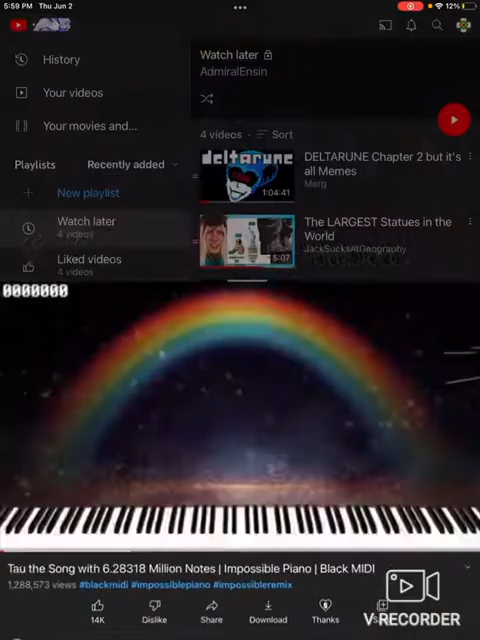 5:59 PM Thu Jun 2
12%
History
Your videos
Your movies and...
Playlists
Recently added
New playlist
Watch later
4 videos
Liked videos
4 videos
Watch later
AdmiralEnsin
4 videos
Sort
deltarune
1:04:41
DELTARUNE Chapter 2 but it's
all Memes
Merg
5:07
The LARGEST Statues in the
World
JackSucksAtGeography
0000000
Tau the Song with 6.28318 Million Notes | Impossible Piano | Black MIDI
1,288,573 views #blackmidi #impossiblepiano #impossibleremix
14K
Dislike
Share
Download
Thanks
V RECORDER